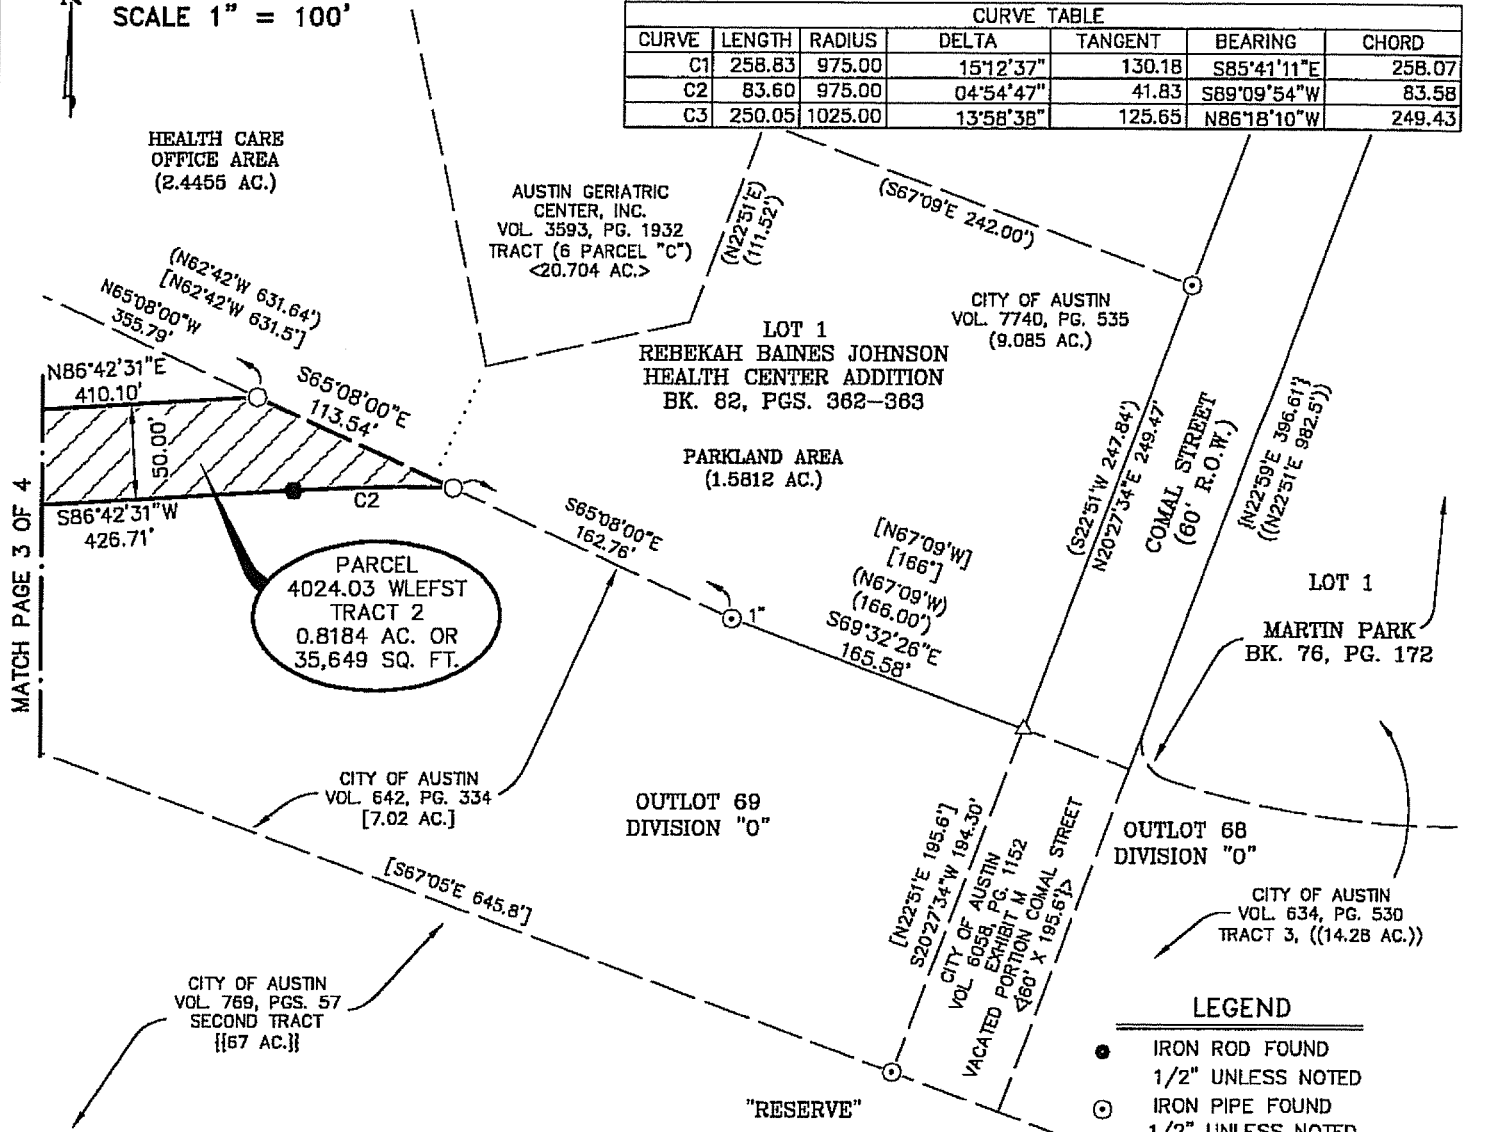 SCALE 1" = 100'
CURVE TABLE
CURVE LENGTH RADIUS DELTA TANGENT BEARING CHORD
C1 258.83 975.00 15°12'37" 130.18 S85°41'11"E 258.07
C2 83.60 975.00 04°54'47" 41.83 S89°09'54"W 83.58
C3 250.05 1025.00 13°58'38" 125.65 N86°18'10"W 249.43
HEALTH CARE
OFFICE AREA
(2.4455 AC.)
AUSTIN GERIATRIC
CENTER, INC.
VOL. 3593, PG. 1932
TRACT (6 PARCEL "C")
<20.704 AC.>
(N22°51'E)
(111.52')
(S67°09'E 242.00')
CITY OF AUSTIN
VOL. 7740, PG. 535
(9.085 AC.)
(N62°42'W 631.64')
[N62°42'W 631.5']
N65°08'00"W
355.79'
LOT 1
REBEKAH BAINES JOHNSON
HEALTH CENTER ADDITION
BK. 82, PGS. 362-363
PARKLAND AREA
(1.5812 AC.)
N86°42'31"E
410.10'
S65°08'00"E
113.54'
50.00'
C2
S86°42'31"W
426.71'
MATCH PAGE 3 OF 4
PARCEL
4024.03 WLEFST
TRACT 2
0.8184 AC. OR
35,649 SQ. FT.
S65°08'00"E
162.76'
1"
[N67°09'W]
[166']
(N67°09'W)
(166.00')
S69°32'26"E
165.58'
(S22°51'W 247.84')
N20°27'34"E 249.47'
COMAL STREET
(60' R.O.W.)
{N22°59'E 396.61'}
((N22°51'E 982.5'))
LOT 1
MARTIN PARK
BK. 76, PG. 172
CITY OF AUSTIN
VOL. 642, PG. 334
[7.02 AC.]
OUTLOT 69
DIVISION "O"
[S67°05'E 645.8']
[N22°51'E 195.6']
S20°27'34"W 194.30'
CITY OF AUSTIN
VOL. 6058, PG. 1152
EXHIBIT M
VACATED PORTION COMAL STREET
<{60' X 195.6'}>
OUTLOT 68
DIVISION "O"
CITY OF AUSTIN
VOL. 634, PG. 530
TRACT 3, ((14.28 AC.))
CITY OF AUSTIN
VOL. 769, PGS. 57
SECOND TRACT
[[67 AC.]]
"RESERVE"
LEGEND
IRON ROD FOUND
1/2" UNLESS NOTED
IRON PIPE FOUND
1/2" UNLESS NOTED